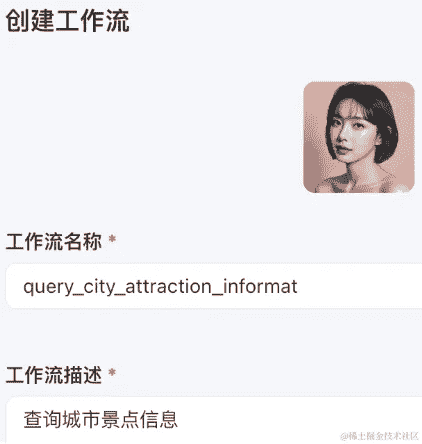 创建工作流
工作流名称 *
query_city_attraction_informat
工作流描述 *
查询城市景点信息
@稀土掘金技术社区